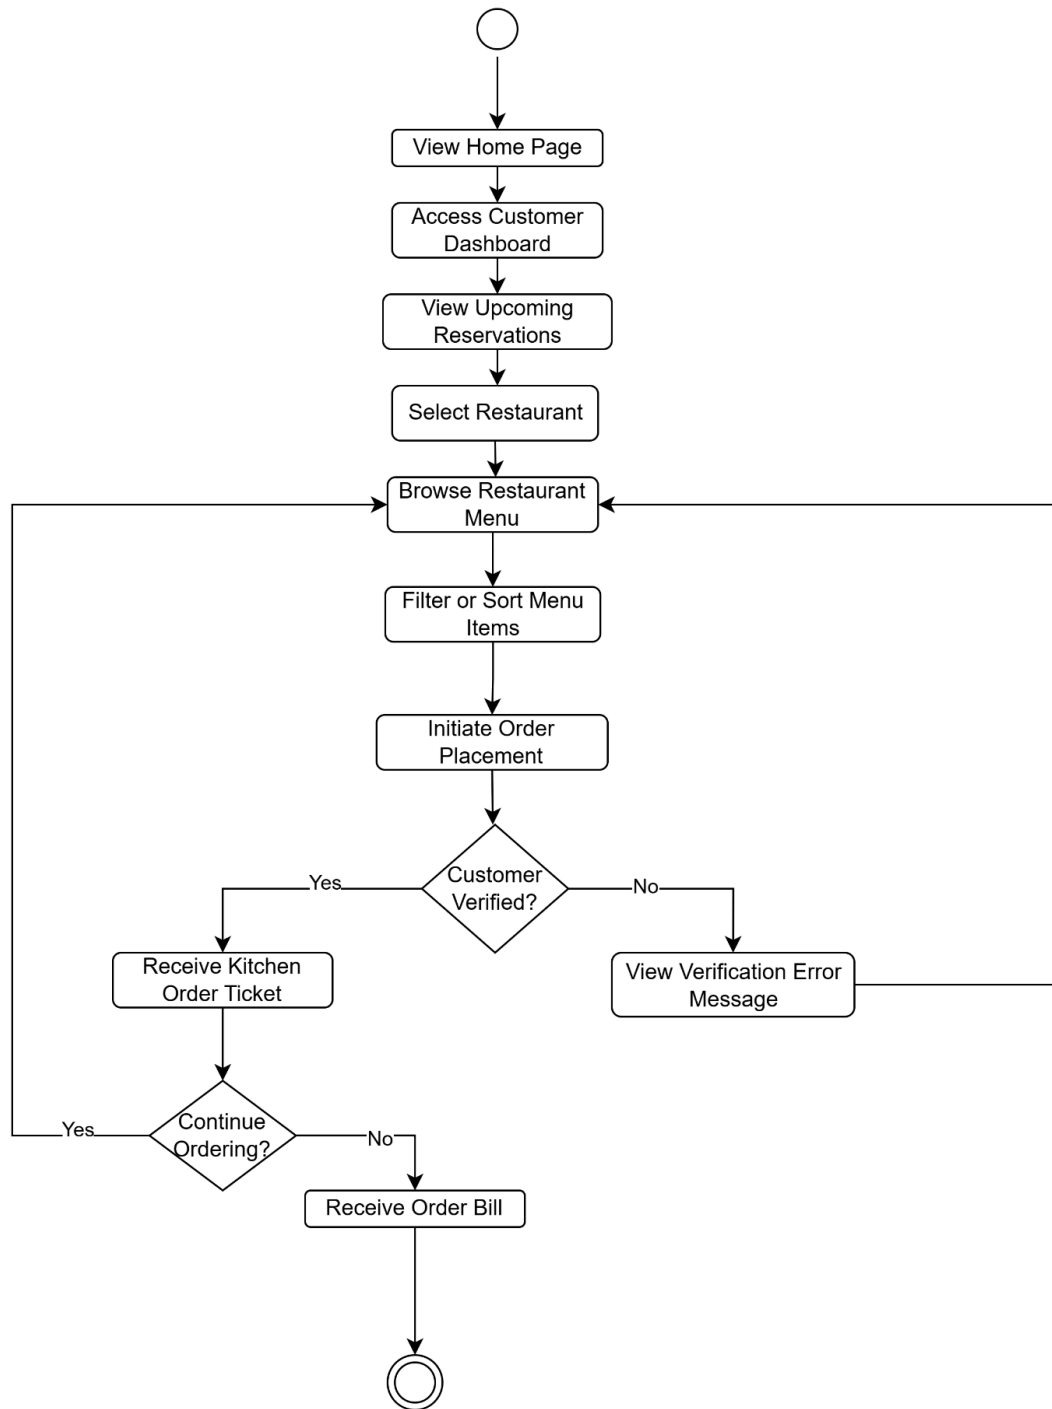 View Home Page
Access Customer
Dashboard
View Upcoming
Reservations
Select Restaurant
Browse Restaurant
Menu
Filter or Sort Menu
Items
Initiate Order
Placement
Customer
Verified?
Yes
No
Receive Kitchen
Order Ticket
View Verification Error
Message
Continue
Ordering?
Yes
No
Receive Order Bill